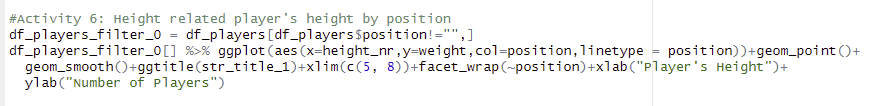 #Activity 6: Height related player's height by position
df_players_filter_0 = df_players[df_players$position!="",]
df_players_filter_0[] %>% ggplot(aes(x=height_nr,y=weight,col=position,linetype = position))+geom_point()+
geom_smooth()+ggtitle(str_title_1)+xlim(c(5, 8))+facet_wrap(~position)+xlab("Player's Height")+
ylab("Number of Players")